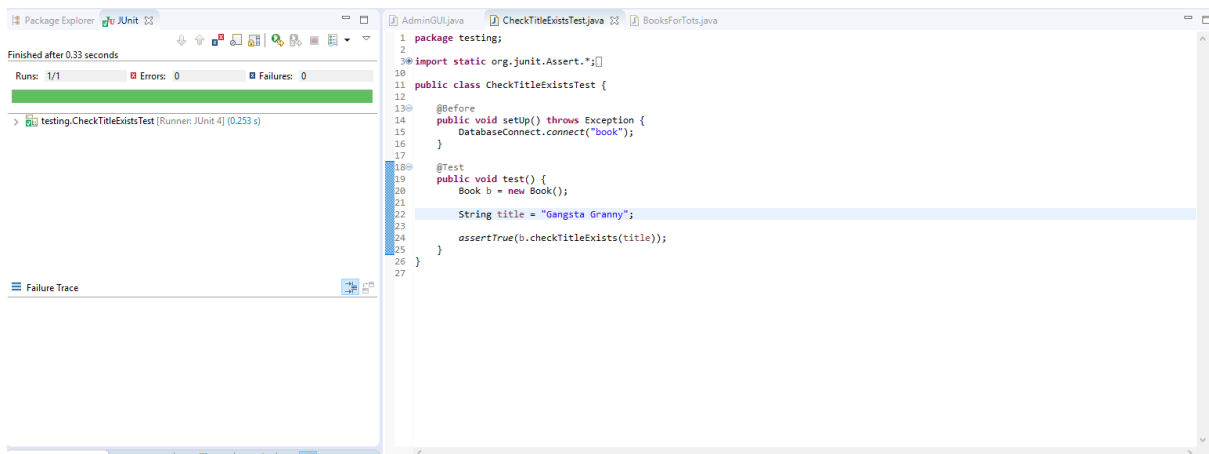 Package Explorer JUnit
Finished after 0.33 seconds
Runs: 1/1 Errors: 0 Failures: 0
testing.CheckTitleExistsTest [Runner: JUnit 4] (0.253 s)
Failure Trace
AdminGUI.java CheckTitleExistsTest.java BooksForTots.java
1 package testing;
2
3 import static org.junit.Assert.*;
10
11 public class CheckTitleExistsTest {
12
13 @Before
14 public void setUp() throws Exception {
15 DatabaseConnect.connect("book");
16 }
17
18 @Test
19 public void test() {
20 Book b = new Book();
21
22 String title = "Gangsta Granny";
23
24 assertTrue(b.checkTitleExists(title));
25 }
26 }
27